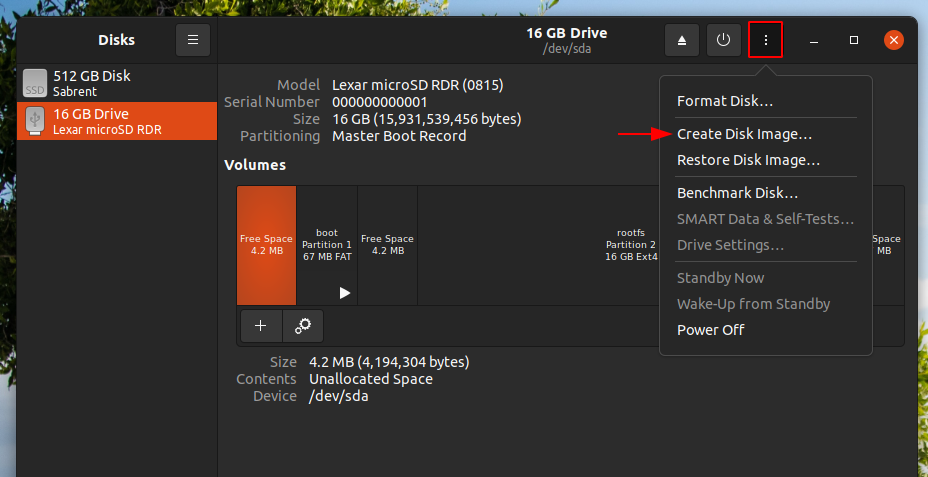 Disks
16 GB Drive
/dev/sda
SSD
512 GB Disk
Sabrent
16 GB Drive
Lexar microSD RDR
Model Lexar microSD RDR (0815)
Serial Number 000000000001
Size 16 GB (15,931,539,456 bytes)
Partitioning Master Boot Record
Volumes
Free Space
4.2 MB
boot
Partition 1
67 MB FAT
Free Space
4.2 MB
rootfs
Partition 2
16 GB Ext4
Space
MB
Size 4.2 MB (4,194,304 bytes)
Contents Unallocated Space
Device /dev/sda
Format Disk...
Create Disk Image...
Restore Disk Image...
Benchmark Disk...
SMART Data & Self-Tests...
Drive Settings...
Standby Now
Wake-Up from Standby
Power Off